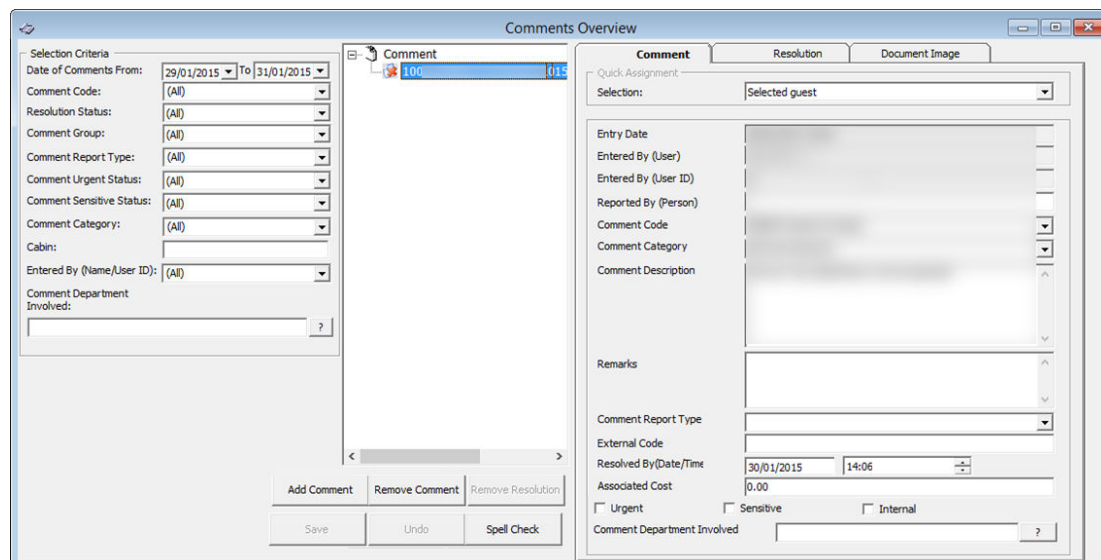 Comments Overview
Selection Criteria
Date of Comments From: 29/01/2015 To 31/01/2015
Comment Code: (All)
Resolution Status: (All)
Comment Group: (All)
Comment Report Type: (All)
Comment Urgent Status: (All)
Comment Sensitive Status: (All)
Comment Category: (All)
Cabin:
Entered By (Name/User ID): (All)
Comment Department
Involved:
?
Comment
100 015
Add Comment Remove Comment Remove Resolution
Save Undo Spell Check
Comment Resolution Document Image
Quick Assignment
Selection: Selected guest
Entry Date
Entered By (User)
Entered By (User ID)
Reported By (Person)
Comment Code
Comment Category
Comment Description
Remarks
Comment Report Type
External Code
Resolved By(Date/Time 30/01/2015 14:06
Associated Cost 0.00
Urgent Sensitive Internal
Comment Department Involved ?